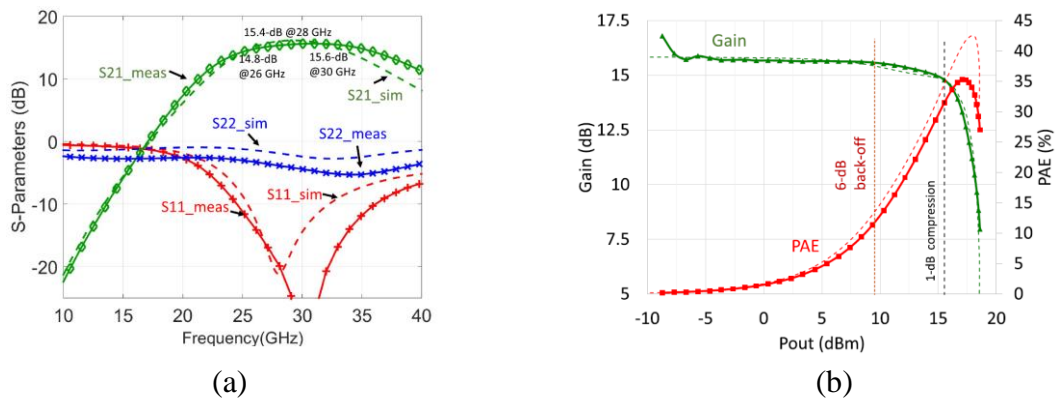 20
10
0
-10
-20
S-Parameters (dB)
10
15
20
25
30
35
40
Frequency(GHz)
15.4-dB @28 GHz
14.8-dB
@26 GHz
15.6-dB
@30 GHz
S21_meas
S21_sim
S22_sim
S22_meas
S11_sim
S11_meas
(a)
17.5
15
12.5
10
7.5
5
Gain (dB)
-10
-5
0
5
10
15
20
Pout (dBm)
45
40
35
30
25
20
15
10
5
0
PAE (%)
Gain
PAE
6-dB
back-off
1-dB compression
(b)